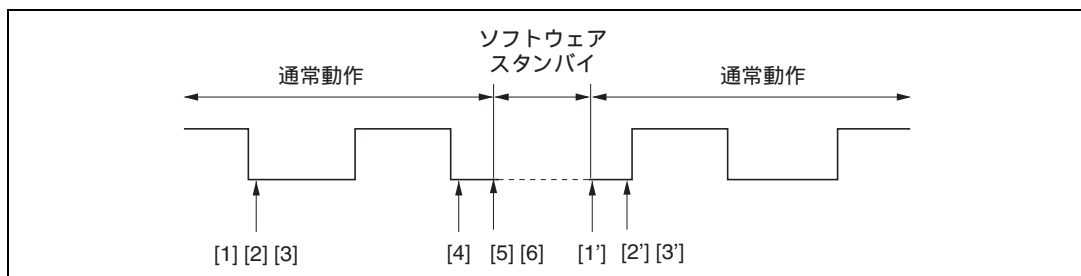 ソフトウェア
スタンバイ
通常動作
通常動作
[1] [2] [3]
[4]
[5] [6]
[1']
[2'] [3']